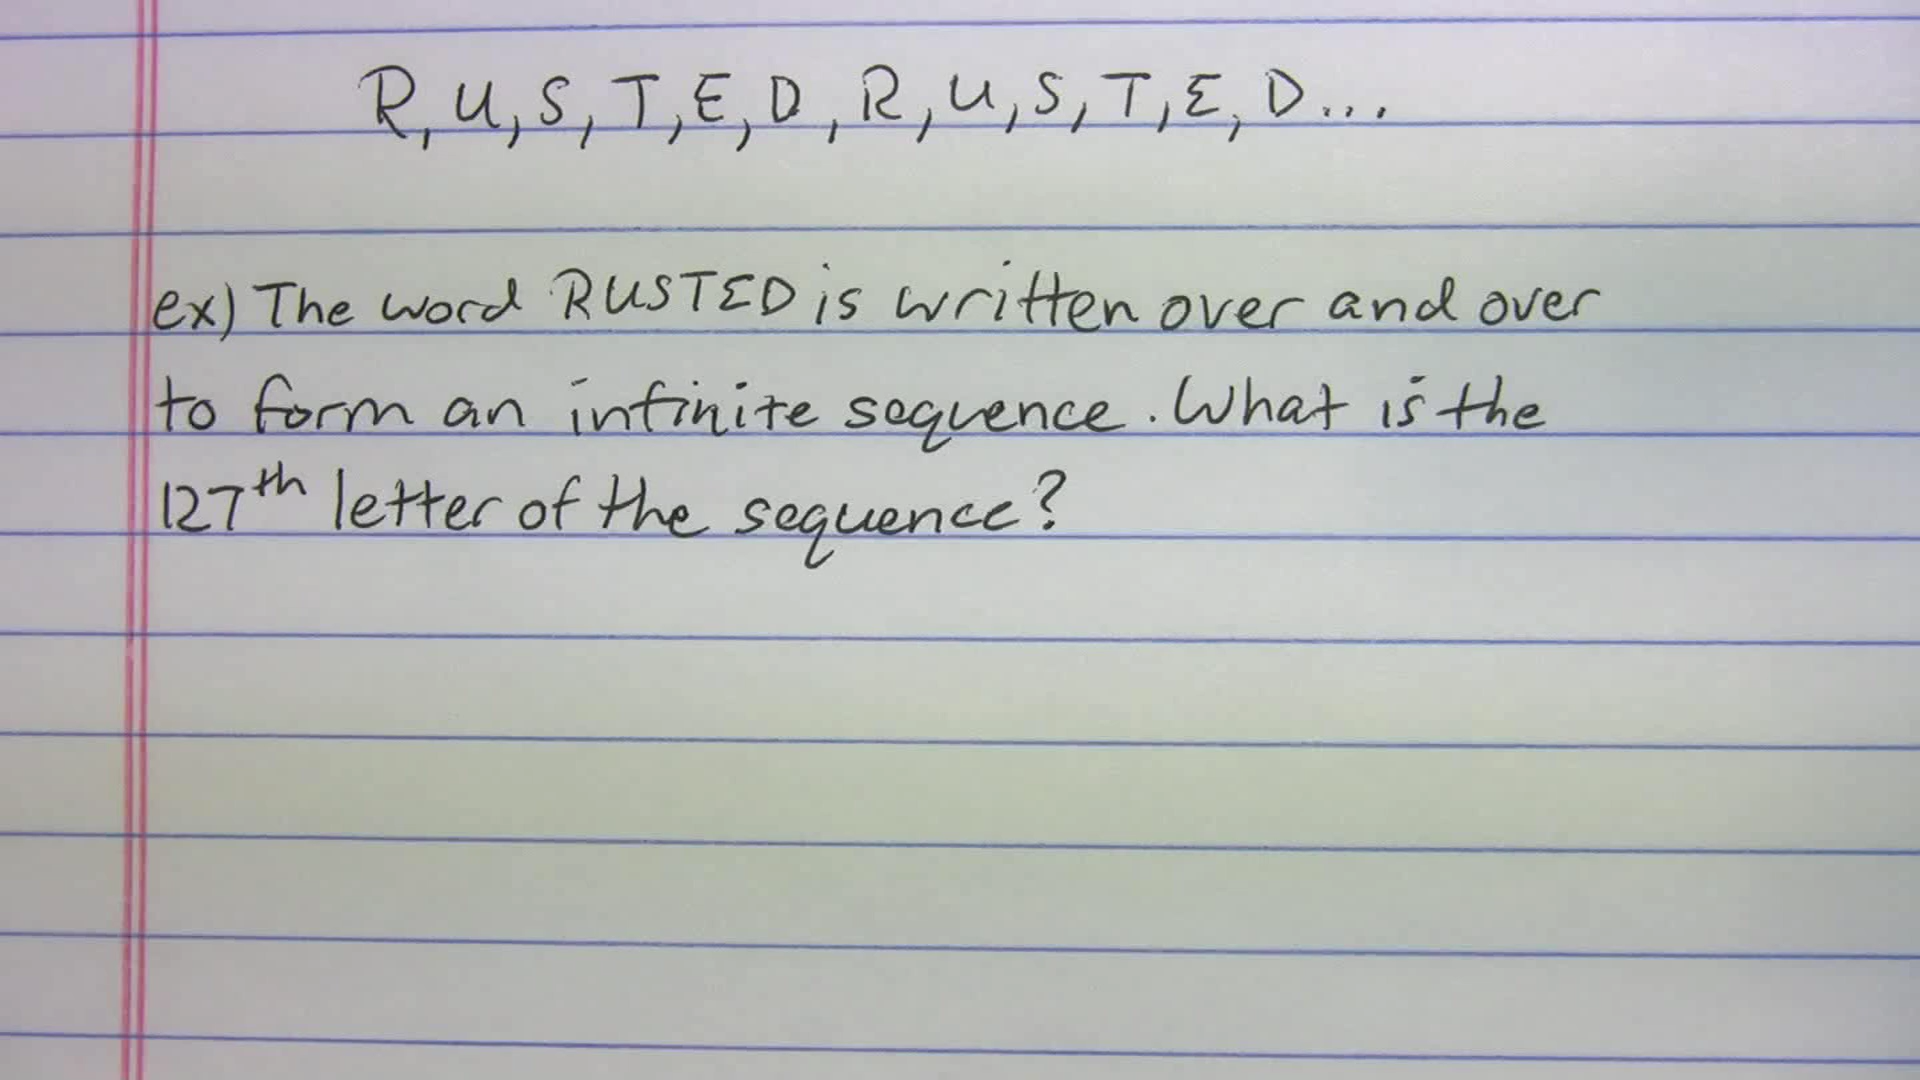 R, U, S, T, E, D, R, U, S, T, E, D...
ex) The word RUSTED is written over and over
to form an infinite sequence. What is the
127th letter of the sequence?